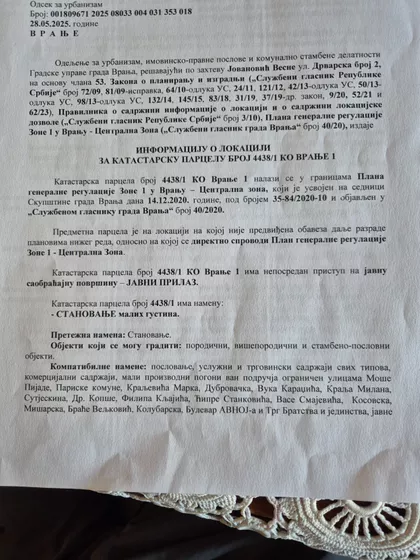 Одсек за урбанизам
Број: 001809671 2025 08033 004 031 353 018
28.05.2025. године
В Р А Њ Е
Одељење за урбанизам, имовинско-правне послове и комунално стамбене делатности
Градске управе града Врања, решавајући по захтеву Јовановић Весне ул. Дрварска број 2,
на основу члана 53. Закона о планирању и изградњи („Службени гласник Републике
Србије“ број 72/09, 81/09-исправка, 64/10-одлука УС, 24/11, 121/12, 42/13-одлука УС, 50/13-
одлука УС, 98/13-одлука УС, 132/14, 145/15, 83/18, 31/19, 37/19-др. закон, 9/20, 52/21 и
62/23), Правилника о садржини информације о локацији и о садржини локацијске
дозволе („Службени гласник Републике Србије“ број 3/10), Плана генералне регулације
Зоне 1 у Врању - Централна Зона („Службени гласник града Врања“ број 40/20), издаје
ИНФОРМАЦИЈУ О ЛОКАЦИЈИ
ЗА КАТАСТАРСКУ ПАРЦЕЛУ БРОЈ 4438/1 КО ВРАЊЕ 1
Катастарска парцела број 4438/1 КО Врање 1 налази се у границама Плана
генералне регулације Зоне 1 у Врању – Централна зона, који је усвојен на седници
Скупштине града Врања дана 14.12.2020. године, под бројем 35-84/2020-10 и објављен у
„Службеном гласнику града Врања“ број 40/2020.
Предметна парцела је на локацији на којој није предвиђена обавеза даље разраде
плановима нижег реда, односно на којој се директно спроводи План генералне регулације
Зоне 1 - Централна Зона.
Катастарска парцела број 4438/1 КО Врање 1 има непосредан приступ на јавну
саобраћајну површину – ЈАВНИ ПРИЛАЗ.
Катастарска парцела број 4438/1 има намену:
- СТАНОВАЊЕ малих густина.
Претежна намена: Становање.
Објекти који се могу градити: породични, вишепородични и стамбено-пословни
објекти.
Компатибилне намене: пословање, услужни и трговински садржаји свих типова,
комерцијални садржаји, мали производни погони ван подручја ограничен улицама Моше
Пијаде, Париске комуне, Краљевића Марка, Дубровачка, Вука Караџића, Краља Милана,
Сутјескина, Др. Копше, Филипа Кљајића, Ћипре Станковића, Васе Смајевића, Косовска,
Мишарска, Браће Вељковић, Колубарска, Булевар АВНОЈ-а и Трг Братства и јединства, јавне